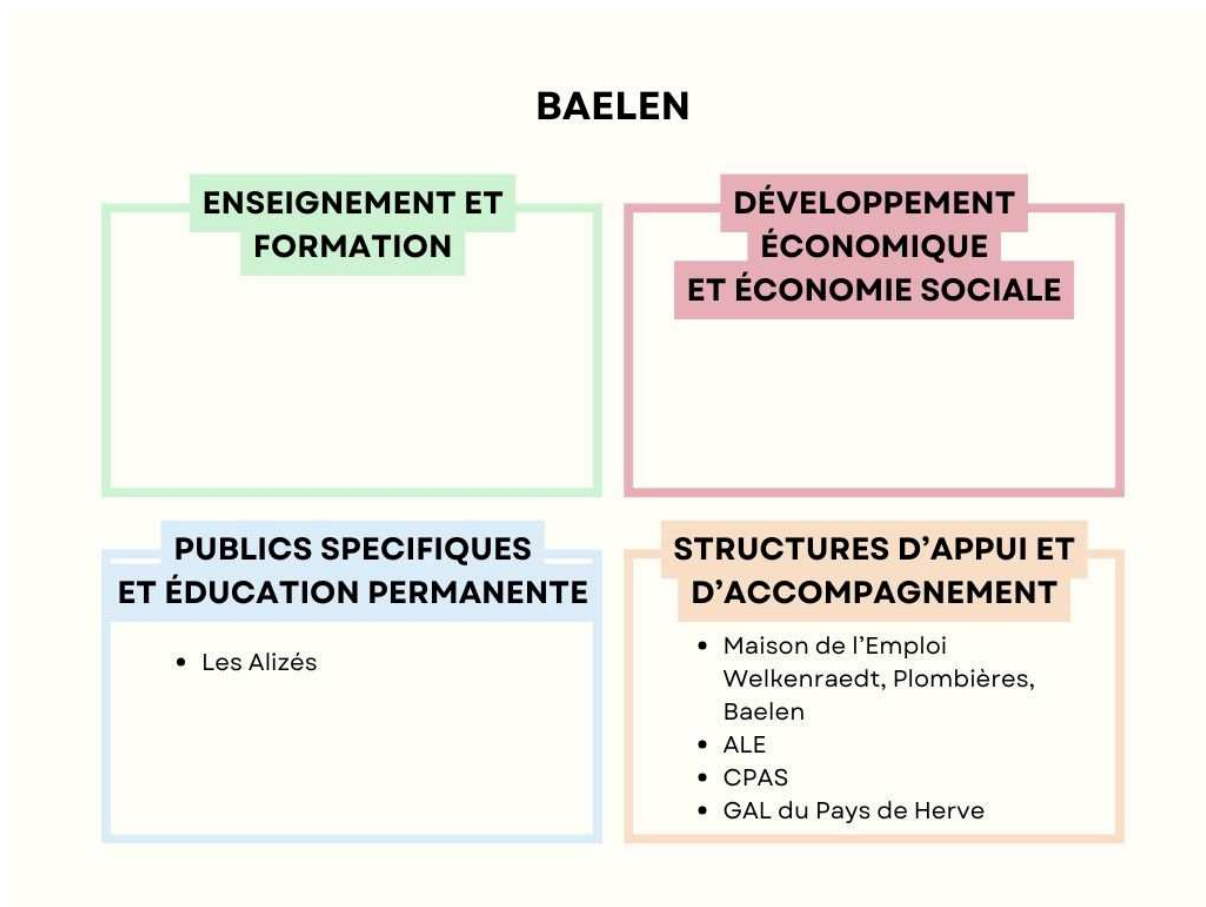 BAELEN
ENSEIGNEMENT ET
FORMATION
DÉVELOPPEMENT
ÉCONOMIQUE
ET ÉCONOMIE SOCIALE
PUBLICS SPECIFIQUES
ET ÉDUCATION PERMANENTE
• Les Alizés
STRUCTURES D’APPUI ET
D’ACCOMPAGNEMENT
• Maison de l’Emploi
Welkenraedt, Plombières,
Baelen
• ALE
• CPAS
• GAL du Pays de Herve